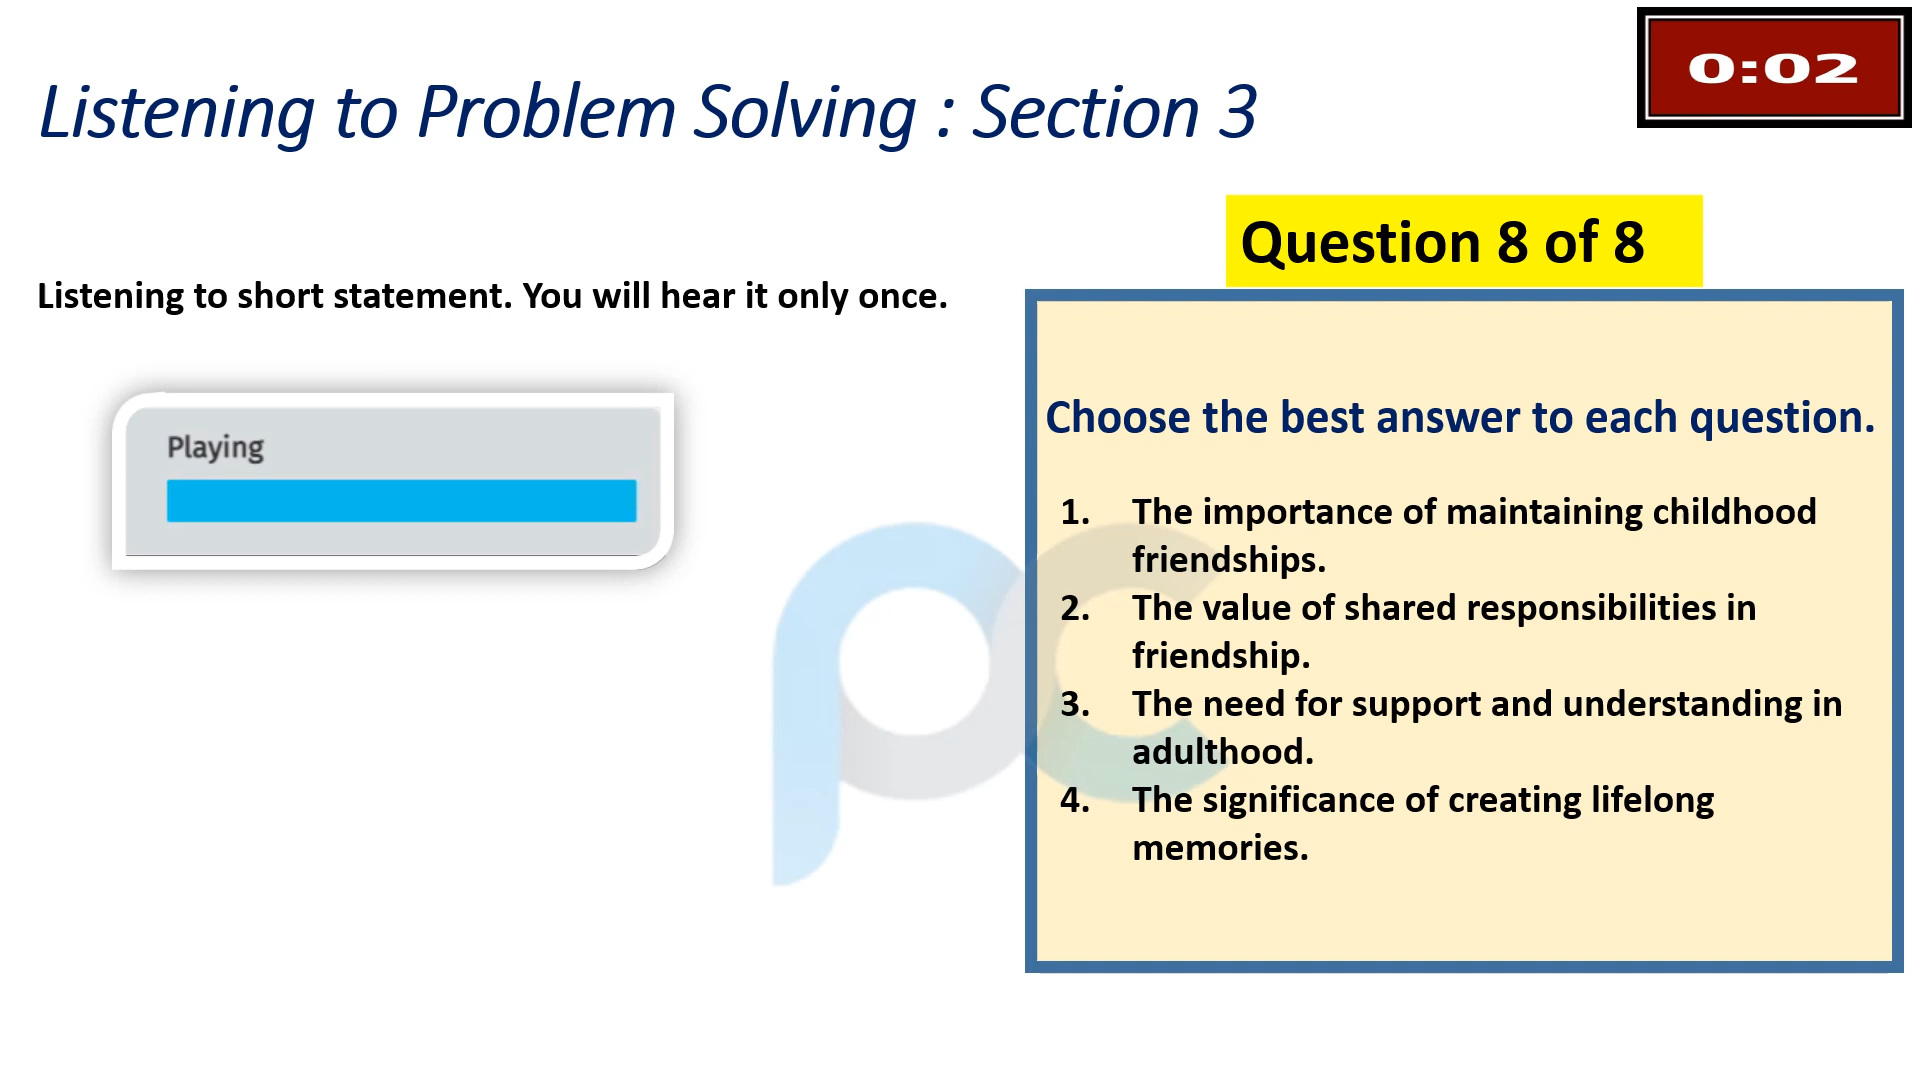 0:02
Listening to Problem Solving : Section 3
Question 8 of 8
Listening to short statement. You will hear it only once.
Playing
Choose the best answer to each question.
1. The importance of maintaining childhood
friendships.
2. The value of shared responsibilities in
friendship.
3. The need for support and understanding in
adulthood.
4. The significance of creating lifelong
memories.